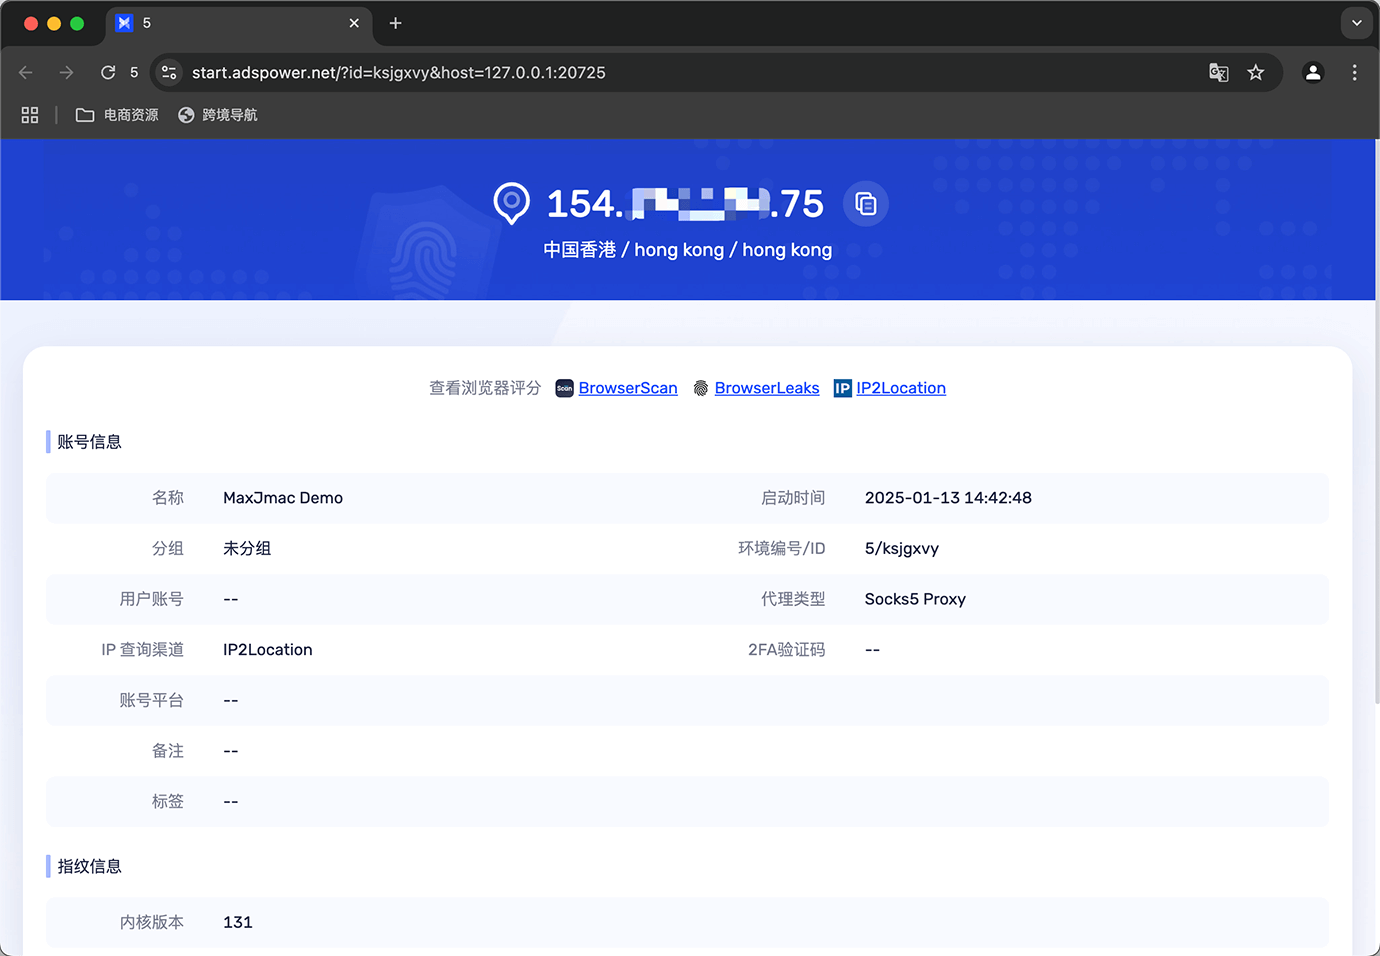 5
5
start.adspower.net/?id=ksjgxvy&host=127.0.0.1:20725
电商资源 跨境导航
154. .75
中国香港 / hong kong / hong kong
查看浏览器评分 Scan BrowserScan BrowserLeaks IP IP2Location
账号信息
名称 MaxJmac Demo 启动时间 2025-01-13 14:42:48
分组 未分组 环境编号/ID 5/ksjgxvy
用户账号 -- 代理类型 Socks5 Proxy
IP 查询渠道 IP2Location 2FA验证码 --
账号平台 --
备注 --
标签 --
指纹信息
内核版本 131